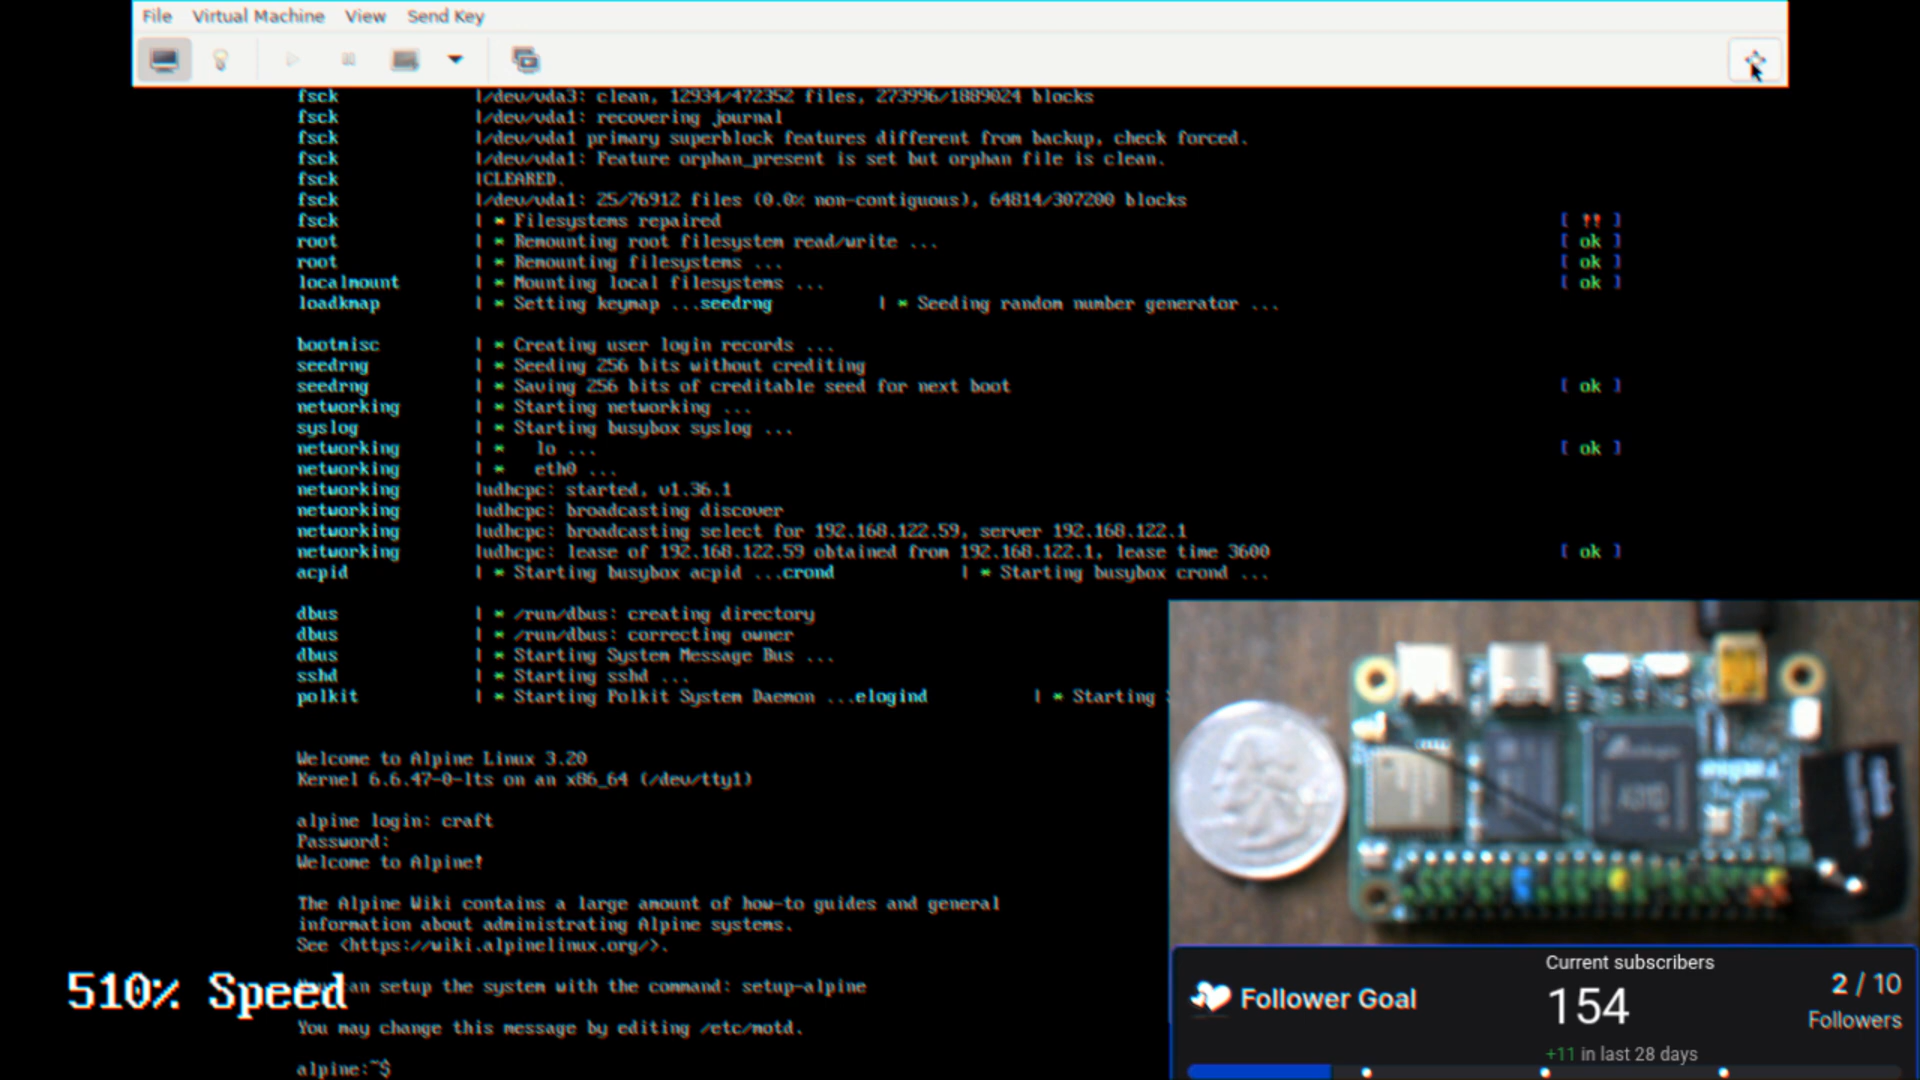 File Virtual Machine View Send Key
fsck |/dev/vda3: clean, 12934/472352 files, 273996/1889024 blocks
fsck |/dev/vda1: recovering journal
fsck |/dev/vda1 primary superblock features different from backup, check forced.
fsck |/dev/vda1: Feature orphan_present is set but orphan file is clean.
fsck |CLEARED.
fsck |/dev/vda1: 25/76912 files (0.0% non-contiguous), 64814/307200 blocks
fsck | * Filesystems repaired [ !! ]
root | * Remounting root filesystem read/write ... [ ok ]
root | * Remounting filesystems ... [ ok ]
localmount | * Mounting local filesystems ... [ ok ]
loadkmap | * Setting keymap ...seedrng | * Seeding random number generator ...
bootmisc | * Creating user login records ...
seedrng | * Seeding 256 bits without crediting
seedrng | * Saving 256 bits of creditable seed for next boot [ ok ]
networking | * Starting networking ...
syslog | * Starting busybox syslog ...
networking | * lo ... [ ok ]
networking | * eth0 ...
networking |udhcpc: started, v1.36.1
networking |udhcpc: broadcasting discover
networking |udhcpc: broadcasting select for 192.168.122.59, server 192.168.122.1
networking |udhcpc: lease of 192.168.122.59 obtained from 192.168.122.1, lease time 3600 [ ok ]
acpid | * Starting busybox acpid ...crond | * Starting busybox crond ...
dbus | * /run/dbus: creating directory
dbus | * /run/dbus: correcting owner
dbus | * Starting System Message Bus ...
sshd | * Starting sshd ...
polkit | * Starting Polkit System Daemon ...elogind | * Starting
Welcome to Alpine Linux 3.20
Kernel 6.6.47-0-lts on an x86_64 (/dev/tty1)
alpine login: craft
Password:
Welcome to Alpine!
The Alpine Wiki contains a large amount of how-to guides and general
information about administrating Alpine systems.
See <https://wiki.alpinelinux.org/>.
an setup the system with the command: setup-alpine
You may change this message by editing /etc/motd.
alpine:~$
510% Speed
Follower Goal
Current subscribers
154
+11 in last 28 days
2 / 10
Followers